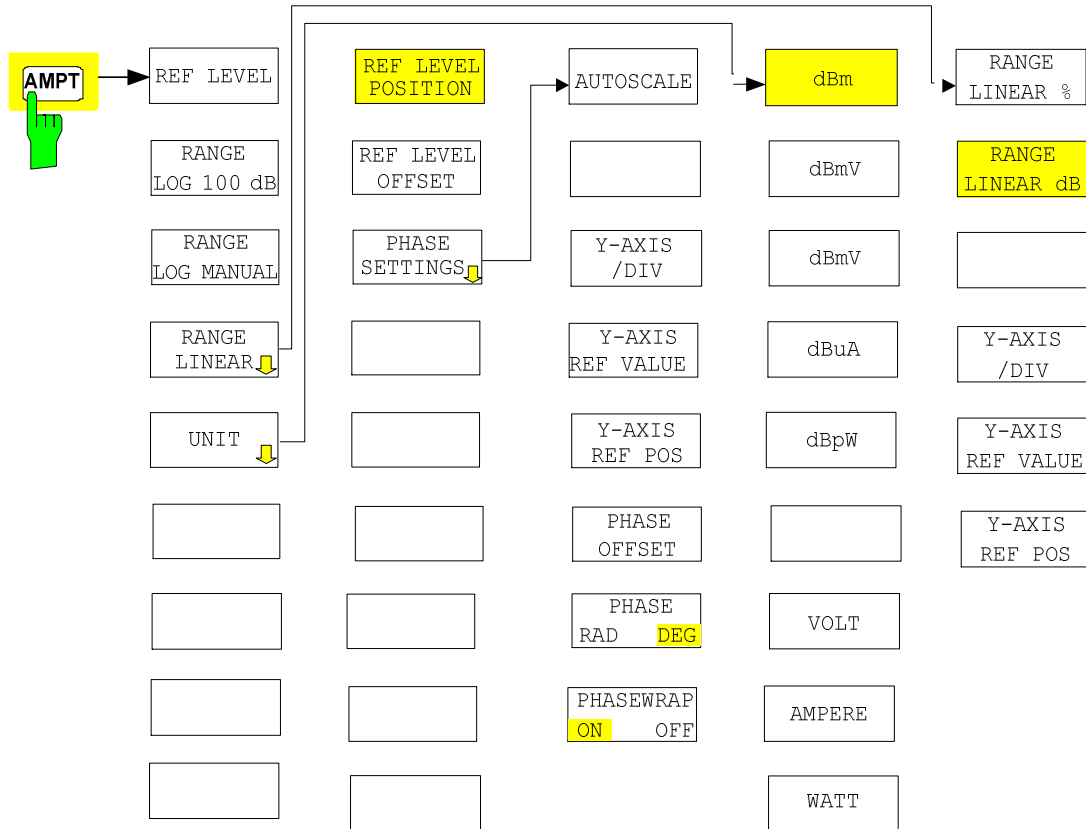 AMPT
REF LEVEL
RANGE
LOG 100 dB
RANGE
LOG MANUAL
RANGE
LINEAR
UNIT
REF LEVEL
POSITION
REF LEVEL
OFFSET
PHASE
SETTINGS
AUTOSCALE
Y-AXIS
/DIV
Y-AXIS
REF VALUE
Y-AXIS
REF POS
PHASE
OFFSET
PHASE
RAD DEG
PHASEWRAP
ON OFF
dBm
dBmV
dBmV
dBuA
dBpW
VOLT
AMPERE
WATT
RANGE
LINEAR %
RANGE
LINEAR dB
Y-AXIS
/DIV
Y-AXIS
REF VALUE
Y-AXIS
REF POS